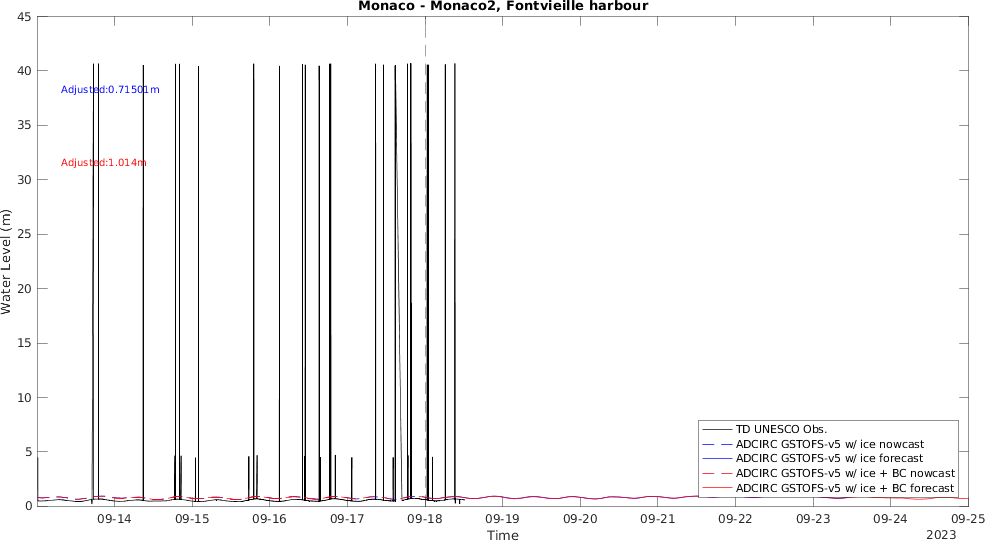 Monaco - Monaco2, Fontvieille harbour
45
40
35
30
25
20
15
10
5
0
Water Level (m)
Adjusted:0.71501m
Adjusted:1.014m
TD UNESCO Obs.
ADCIRC GSTOFS-v5 w/ ice nowcast
ADCIRC GSTOFS-v5 w/ ice forecast
ADCIRC GSTOFS-v5 w/ ice + BC nowcast
ADCIRC GSTOFS-v5 w/ ice + BC forecast
09-14 09-15 09-16 09-17 09-18 09-19 09-20 09-21 09-22 09-23 09-24 09-25
Time
2023